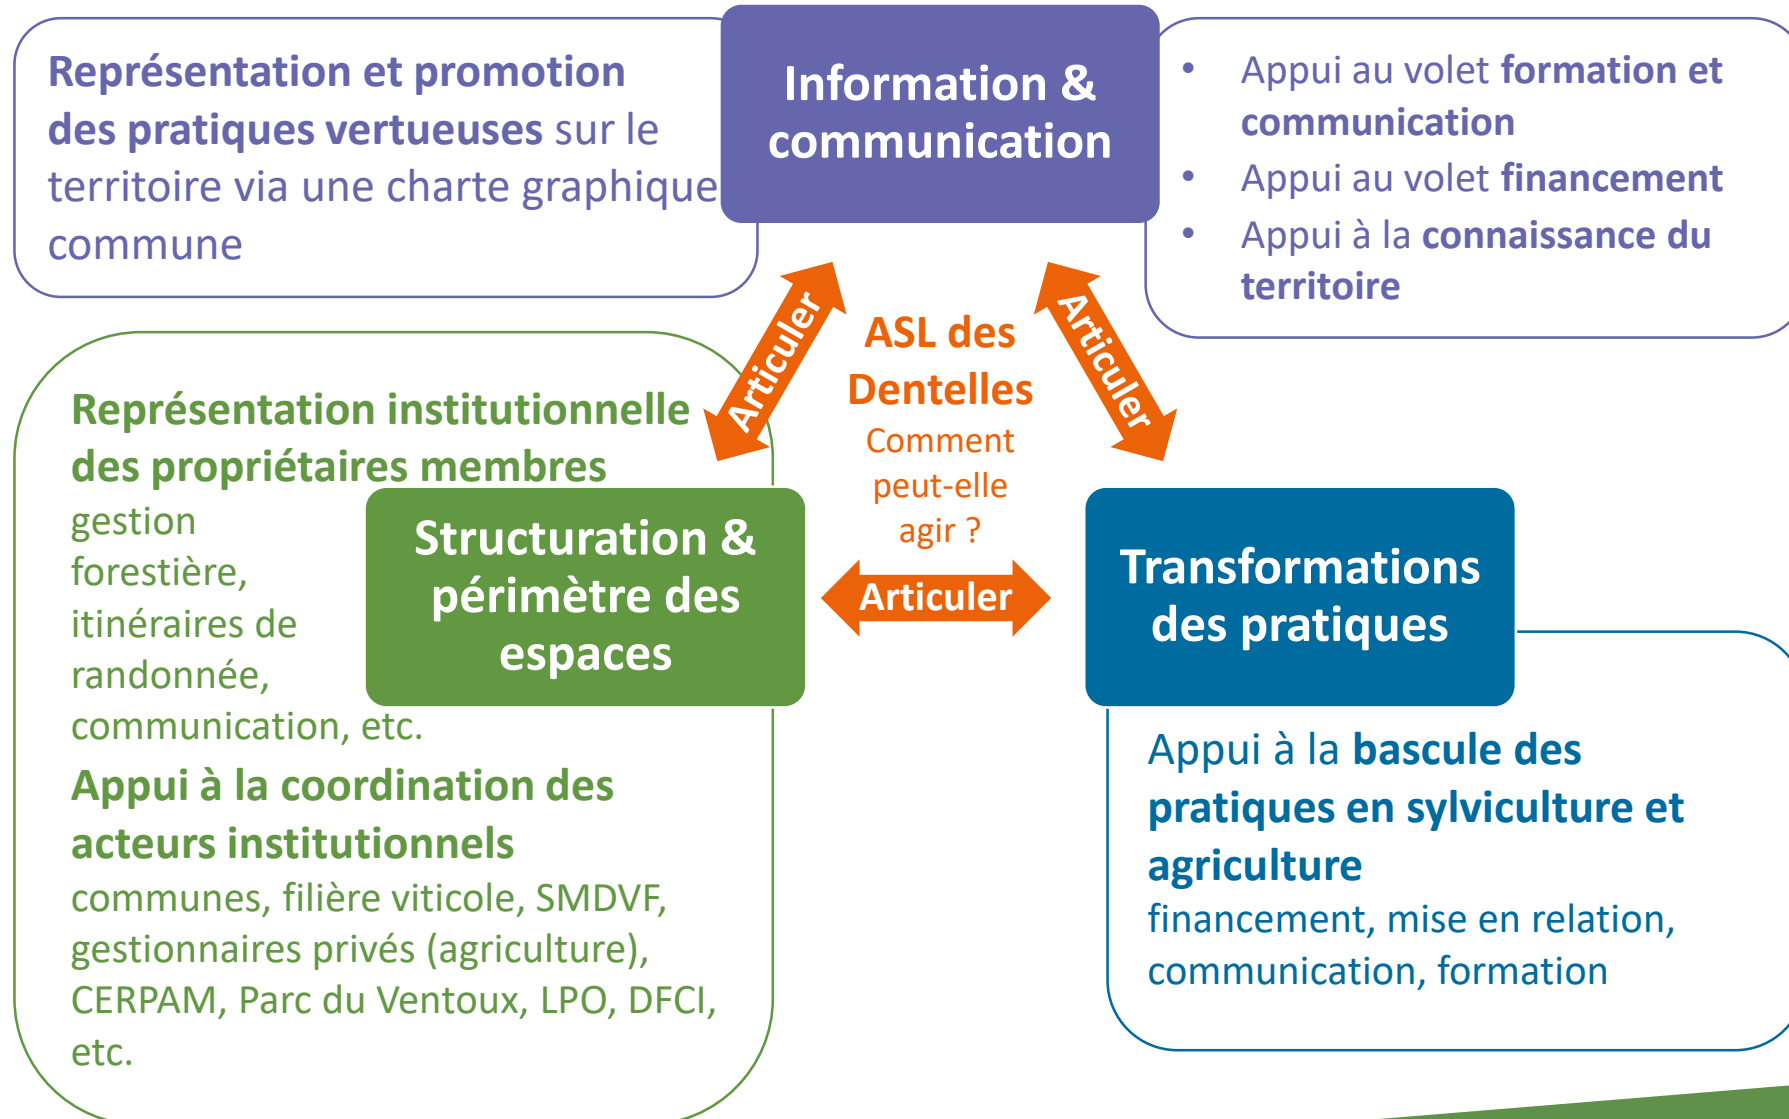 Représentation et promotion
des pratiques vertueuses sur le
territoire via une charte graphique
commune
Information &
communication
• Appui au volet formation et
communication
• Appui au volet financement
• Appui à la connaissance du
territoire
Articuler
ASL des
Dentelles
Comment
peut-elle
agir ?
Articuler
Représentation institutionnelle
des propriétaires membres
gestion
forestière,
itinéraires de
randonnée,
communication, etc.
Appui à la coordination des
acteurs institutionnels
communes, filière viticole, SMDVF,
gestionnaires privés (agriculture),
CERPAM, Parc du Ventoux, LPO, DFCI,
etc.
Structuration &
périmètre des
espaces
Articuler
Transformations
des pratiques
Appui à la bascule des
pratiques en sylviculture et
agriculture
financement, mise en relation,
communication, formation